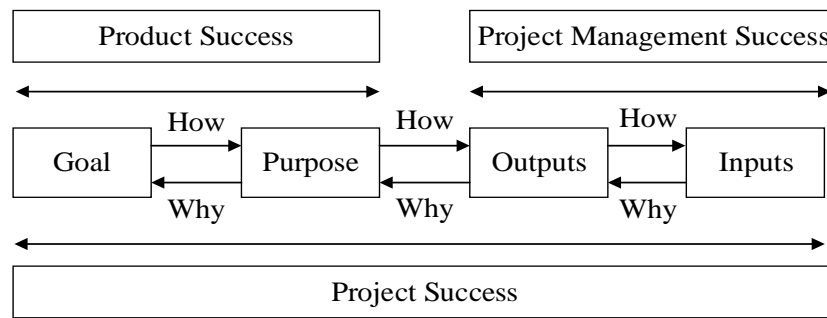 Product Success
Project Management Success
How
How
How
Goal
Purpose
Outputs
Inputs
Why
Why
Why
Project Success